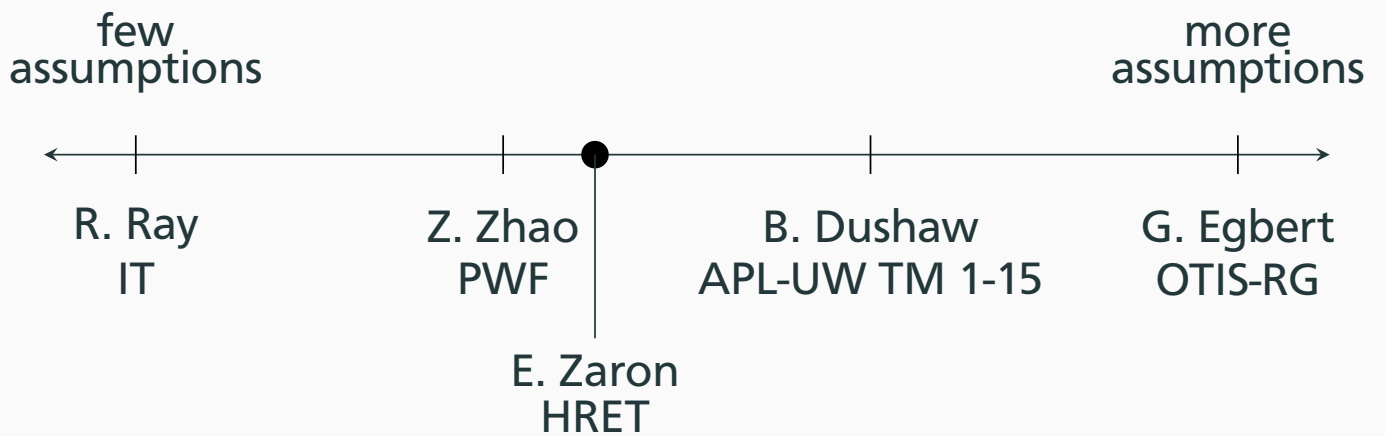 few
assumptions
more
assumptions
R. Ray
IT
Z. Zhao
PWF
B. Dushaw
APL-UW TM 1-15
G. Egbert
OTIS-RG
E. Zaron
HRET